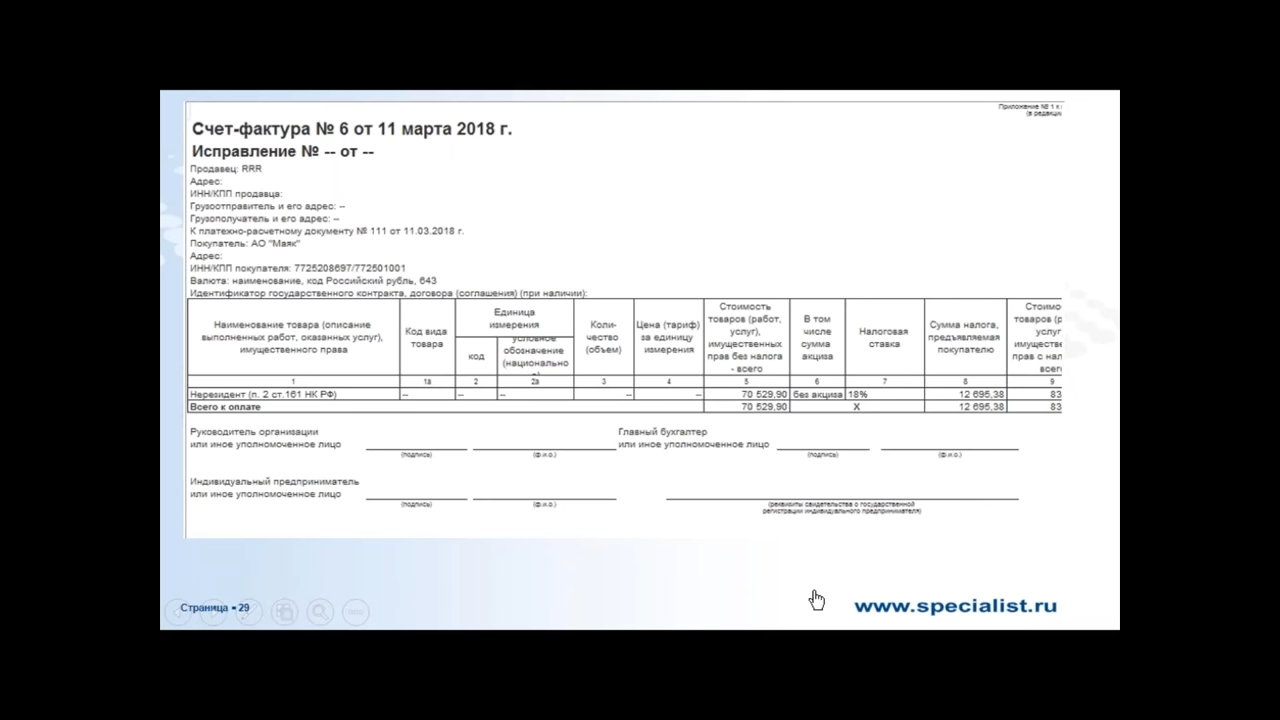 Приложение № 1 к
(в редакци
Счет-фактура № 6 от 11 марта 2018 г.
Исправление № -- от --
Продавец: RRR
Адрес:
ИНН/КПП продавца:
Грузоотправитель и его адрес: --
Грузополучатель и его адрес: --
К платежно-расчетному документу № 111 от 11.03.2018 г.
Покупатель: АО "Маяк"
Адрес:
ИНН/КПП покупателя: 7725208697/772501001
Валюта: наименование, код Российский рубль, 643
Идентификатор государственного контракта, договора (соглашения) (при наличии):
Наименование товара (описание
выполненных работ, оказанных услуг),
имущественного права
Код вида
товара
Единица
измерения
код
условное
обозначение
(национально
Коли-
чество
(объем)
Цена (тариф)
за единицу
измерения
Стоимость
товаров (работ,
услуг),
имущественных
прав без налога
- всего
В том
числе
сумма
акциза
Налоговая
ставка
Сумма налога,
предъявляемая
покупателю
Стоимо
товаров (р
услуг
имуществе
прав с нал
всего
1 1а 2 2а 3 4 5 6 7 8 9
Нерезидент (п. 2 ст.161 НК РФ) -- -- -- -- -- 70 529,90 без акциза 18% 12 695,38 83
Всего к оплате 70 529,90 X 12 695,38 83
Руководитель организации
или иное уполномоченное лицо
(подпись) (ф.и.о.)
Главный бухгалтер
или иное уполномоченное лицо
(подпись) (ф.и.о.)
Индивидуальный предприниматель
или иное уполномоченное лицо
(подпись) (ф.и.о.)
(реквизиты свидетельства о государственной
регистрации индивидуального предпринимателя)
Страница ▪ 29
www.specialist.ru